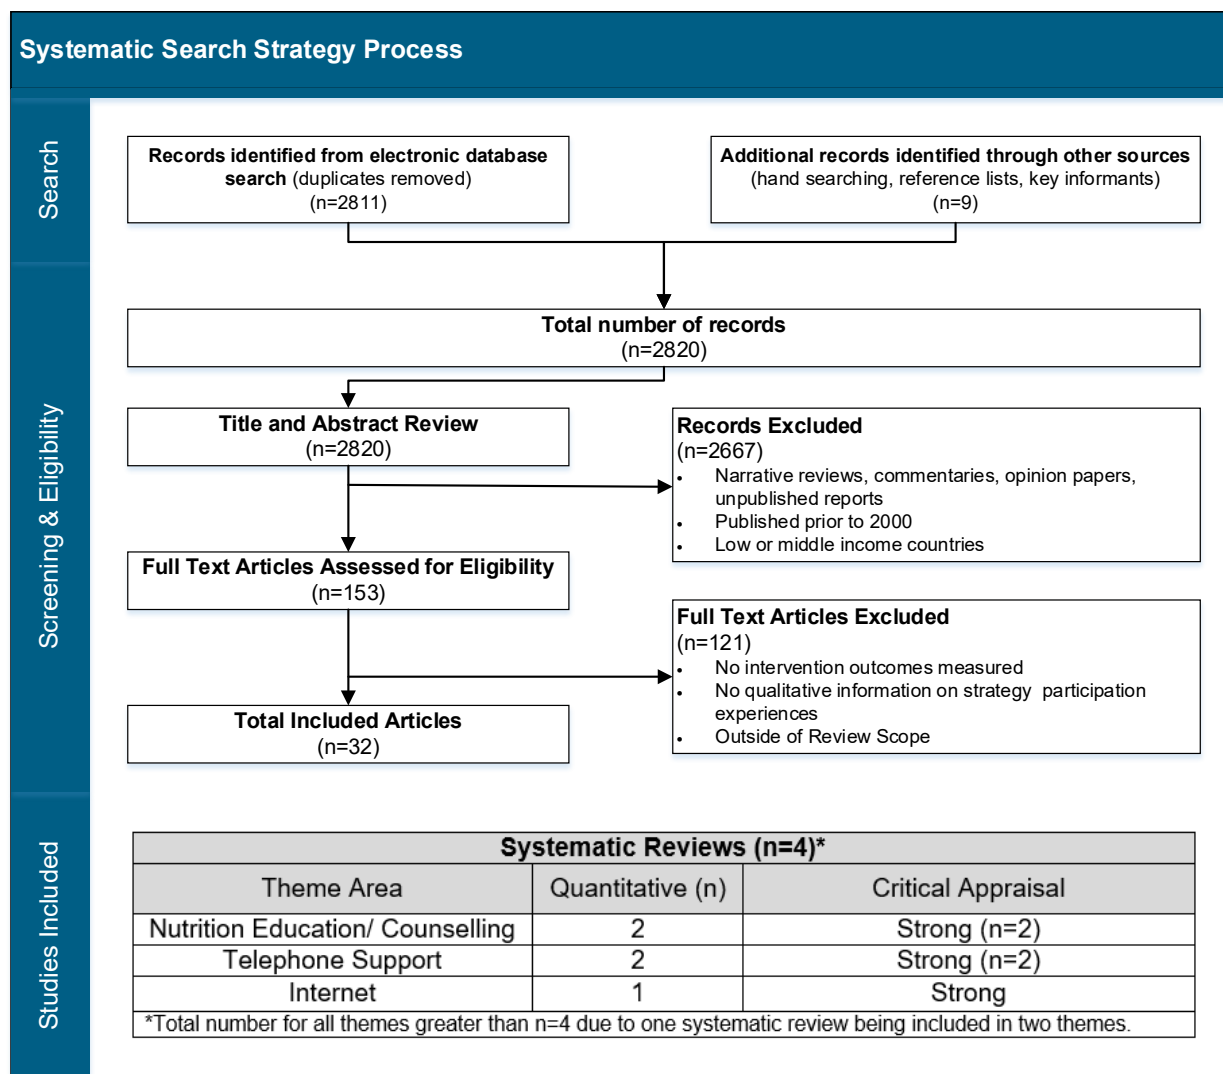 Systematic Search Strategy Process
Search
Records identified from electronic database
search (duplicates removed)
(n=2811)
Additional records identified through other sources
(hand searching, reference lists, key informants)
(n=9)
Screening & Eligibility
Total number of records
(n=2820)
Title and Abstract Review
(n=2820)
Records Excluded
(n=2667)
• Narrative reviews, commentaries, opinion papers,
unpublished reports
• Published prior to 2000
• Low or middle income countries
Full Text Articles Assessed for Eligibility
(n=153)
Full Text Articles Excluded
(n=121)
• No intervention outcomes measured
• No qualitative information on strategy participation
experiences
• Outside of Review Scope
Total Included Articles
(n=32)
Studies Included
Systematic Reviews (n=4)*
Theme Area Quantitative (n) Critical Appraisal
Nutrition Education/ Counselling 2 Strong (n=2)
Telephone Support 2 Strong (n=2)
Internet 1 Strong
*Total number for all themes greater than n=4 due to one systematic review being included in two themes.